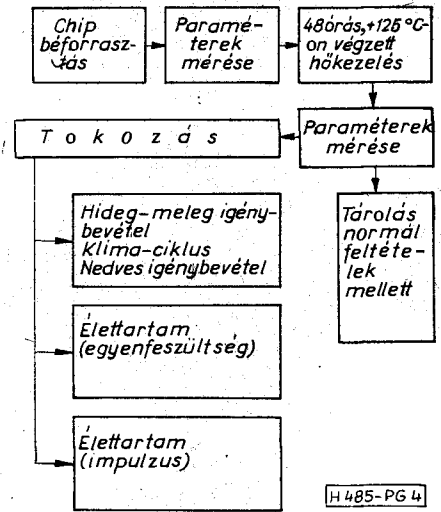 Chip
béforrasz-
tás
Paramé-
terek
mérése
48órás,+125°C-
on végzett
hőkezelés
Paraméterek
mérése
Tokozás
Hideg-meleg igény-
bevétel
Klima-ciklus
Nedves igénybevétel
Tárolás
normál
feltéte-
lek
mellett
Élettartam
(egyenfeszültség)
Élettartam
(impulzus)
H 485-PG 4